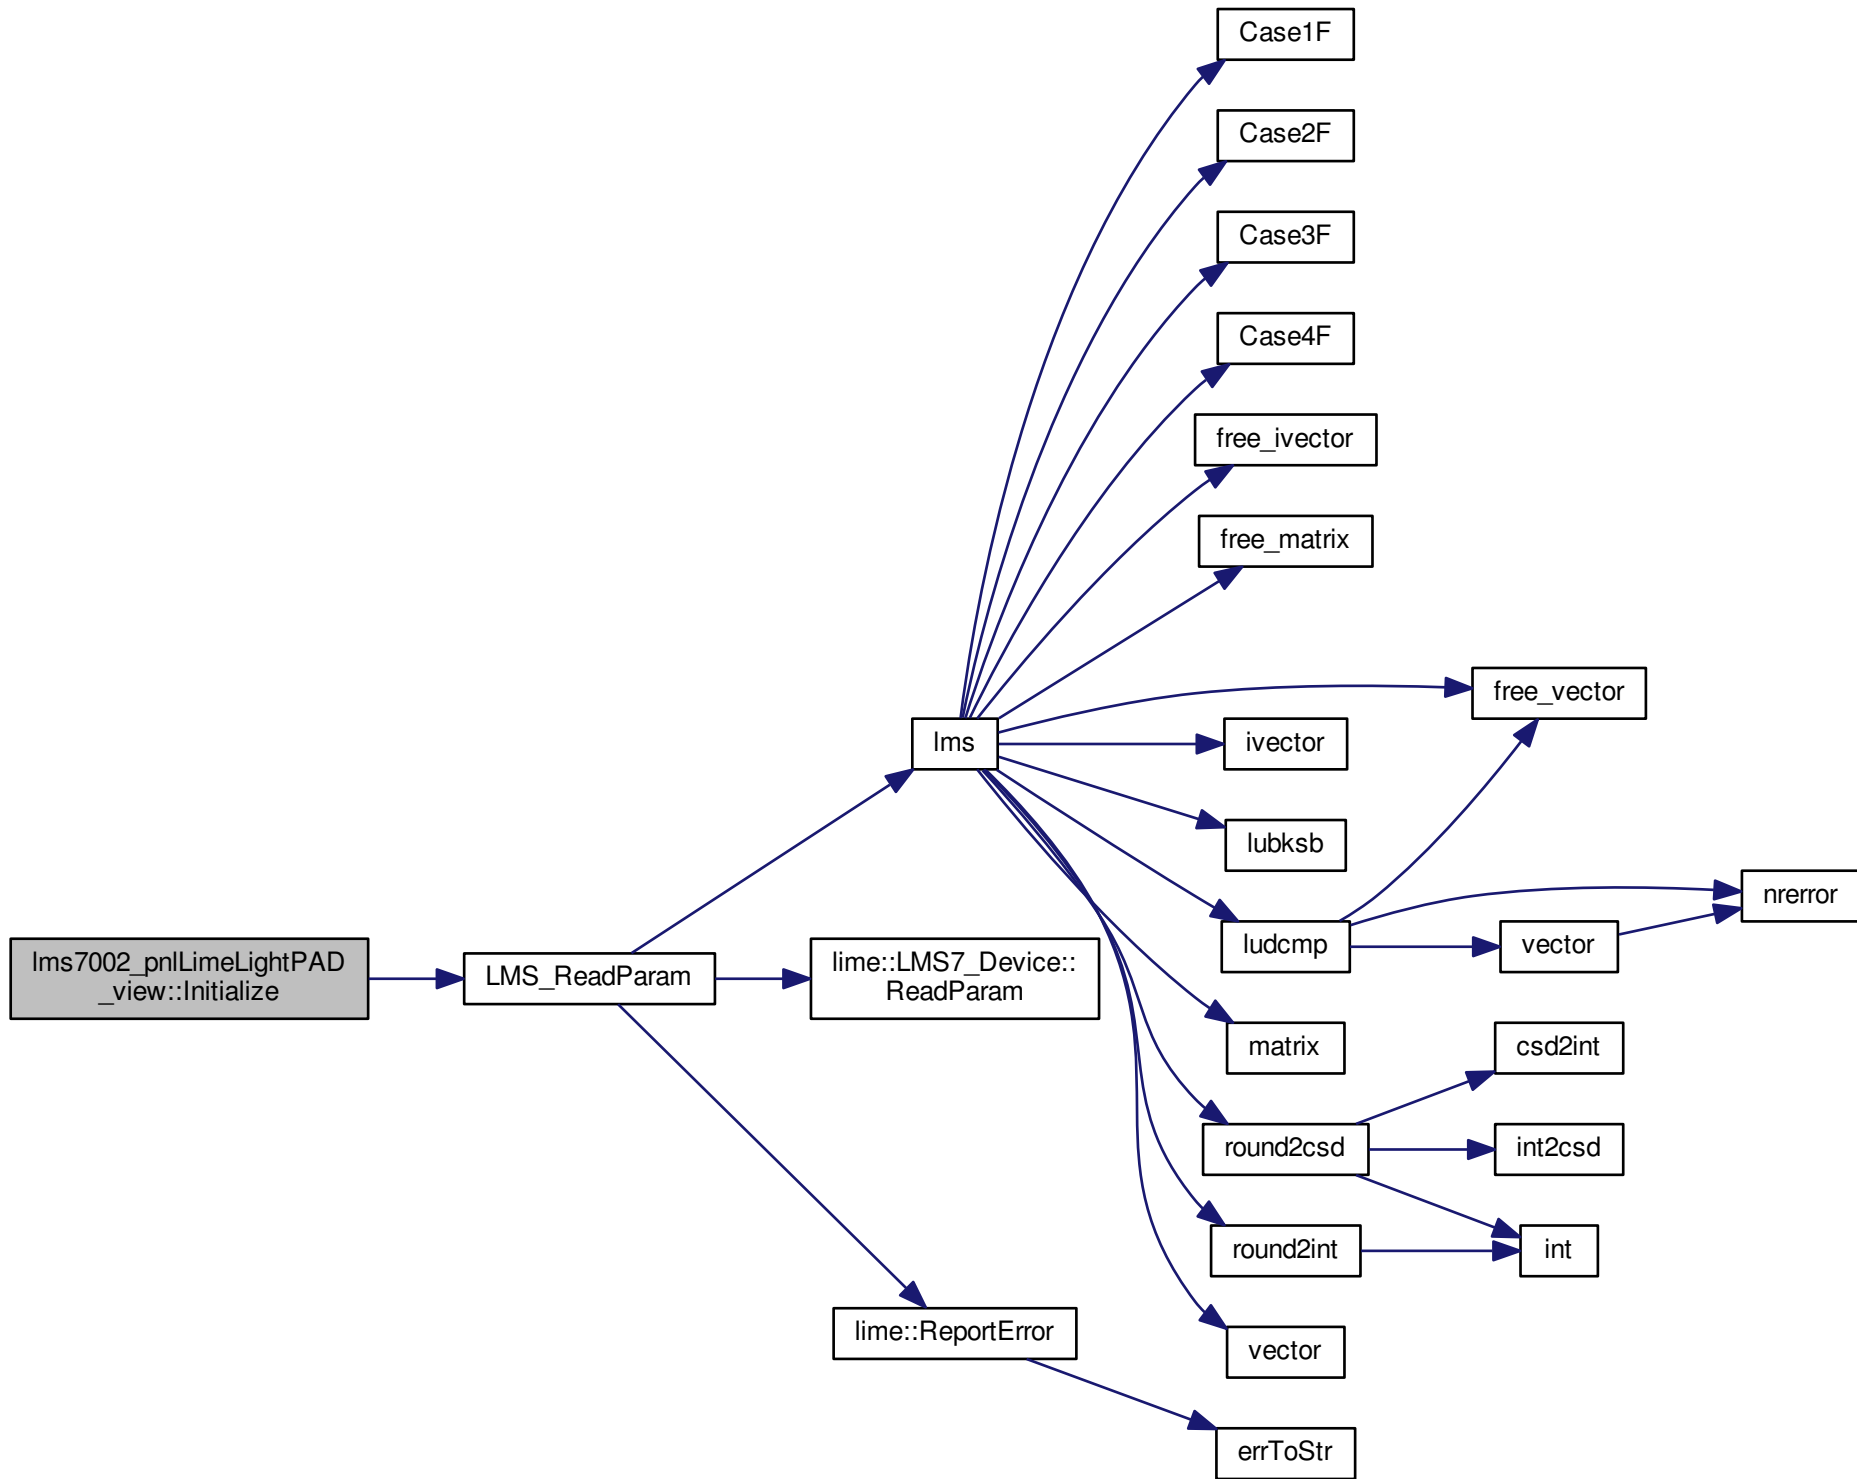 Case1F
Case2F
Case3F
Case4F
free_ivector
free_matrix
free_vector
lms
ivector
lubksb
nrerror
ludcmp
vector
lms7002_pnlLimeLightPAD
_view::Initialize
LMS_ReadParam
lime::LMS7_Device::
ReadParam
matrix
csd2int
round2csd
int2csd
round2int
int
lime::ReportError
vector
errToStr